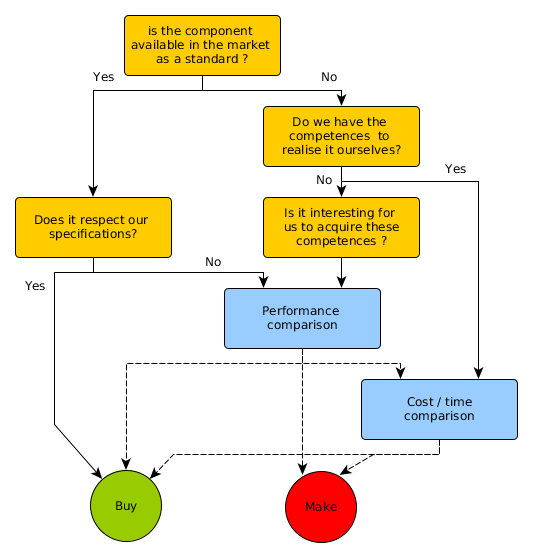 is the component
available in the market
as a standard ?
Yes
No
Do we have the
competences to
realise it ourselves?
Yes
No
Does it respect our
specifications?
Is it interesting for
us to acquire these
competences ?
No
Yes
Performance
comparison
Cost / time
comparison
Buy
Make